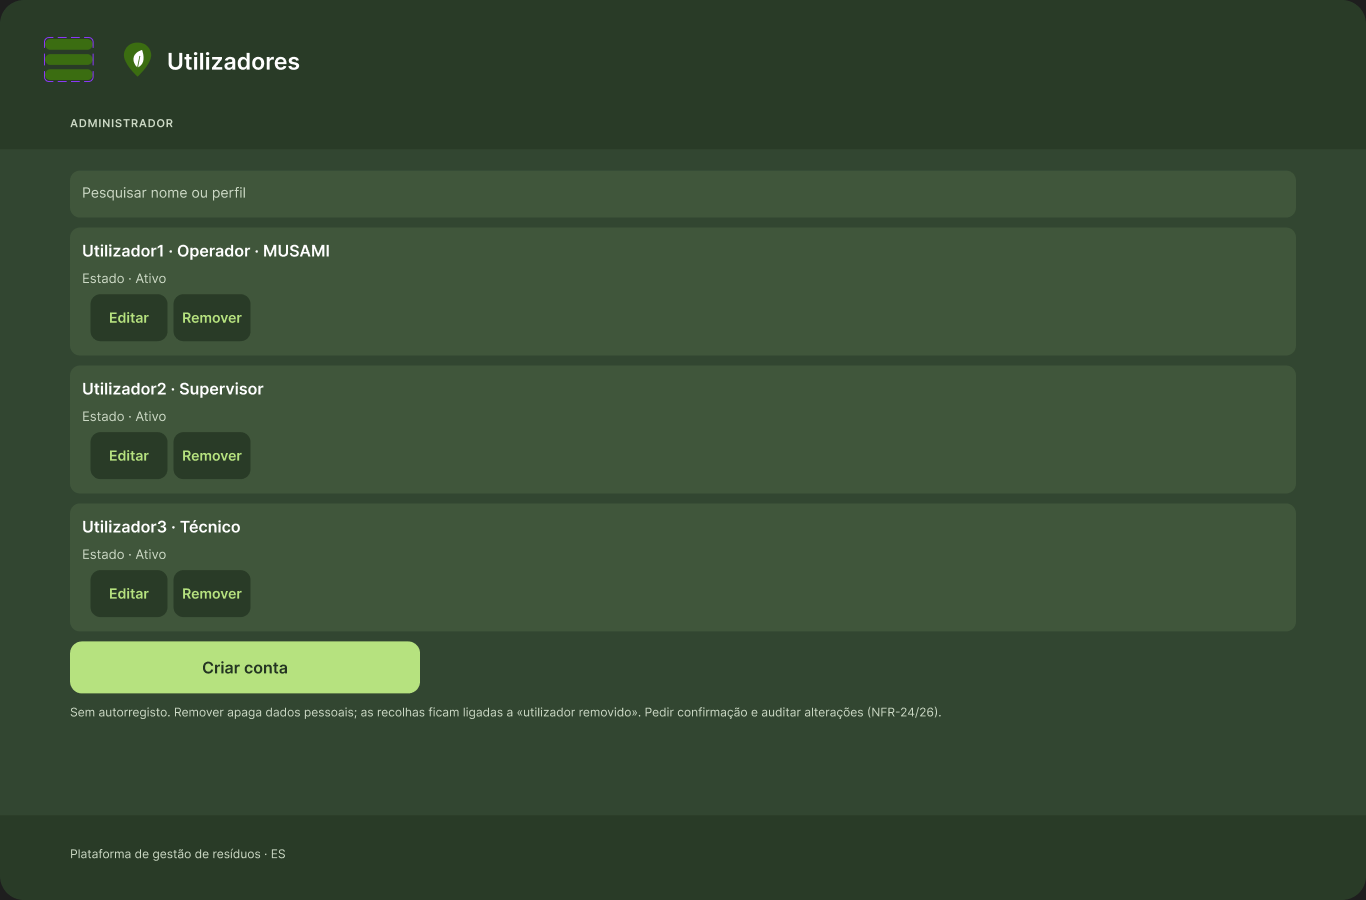 Utilizadores
ADMINISTRADOR
Pesquisar nome ou perfil
Utilizador1 · Operador · MUSAMI
Estado · Ativo
Editar Remover
Utilizador2 · Supervisor
Estado · Ativo
Editar Remover
Utilizador3 · Técnico
Estado · Ativo
Editar Remover
Criar conta
Sem autorregisto. Remover apaga dados pessoais; as recolhas ficam ligadas a «utilizador removido». Pedir confirmação e auditar alterações (NFR-24/26).
Plataforma de gestão de resíduos · ES